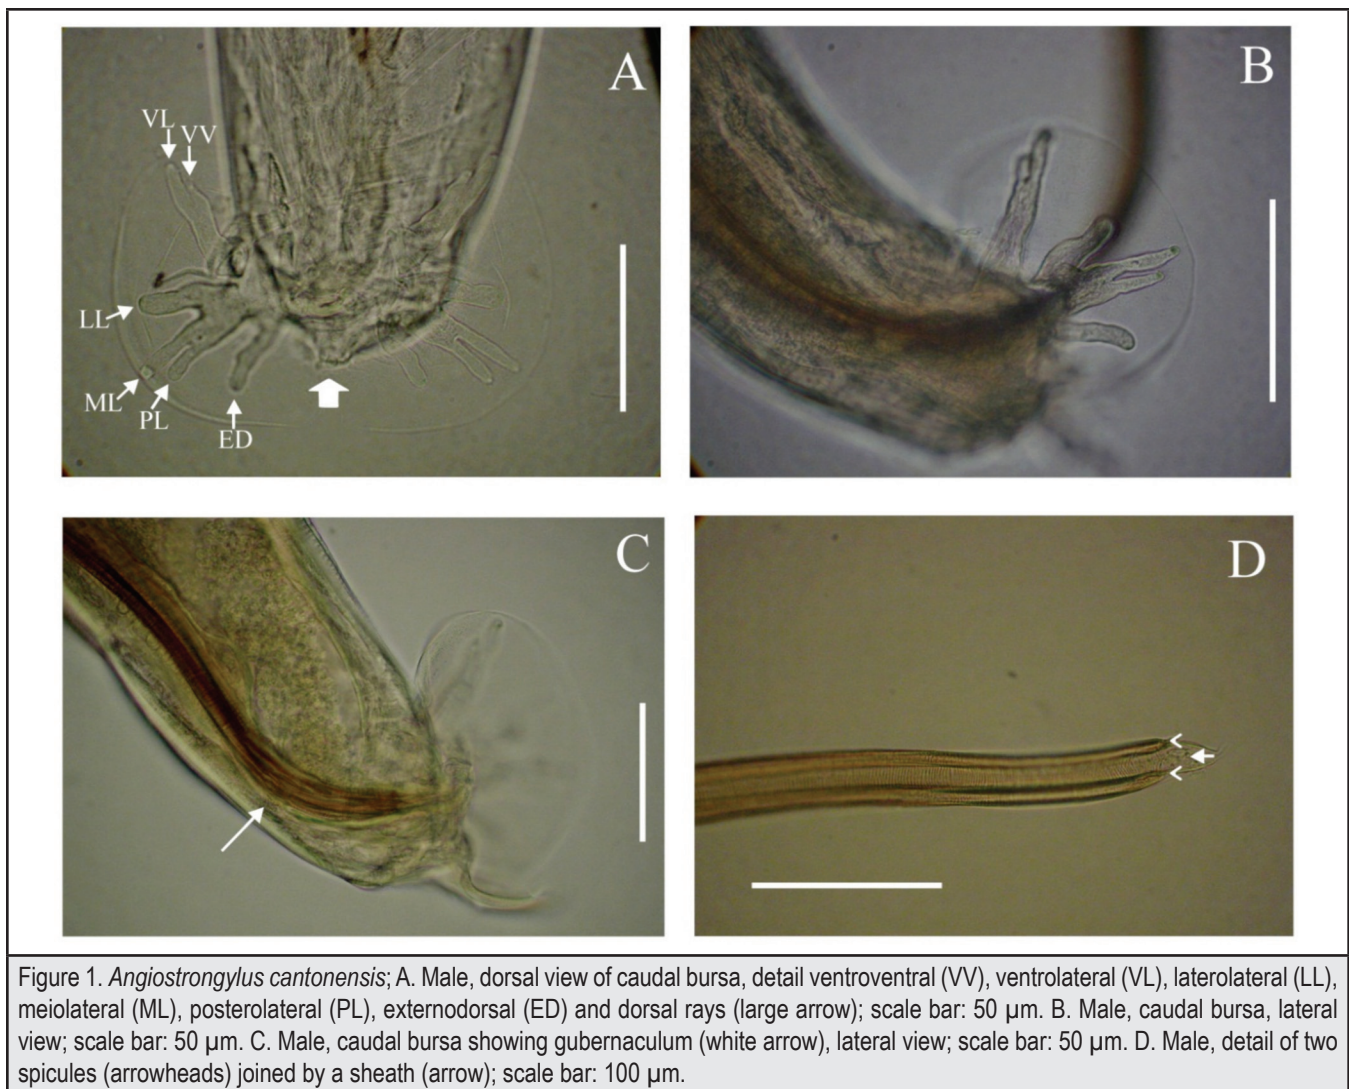 A
VL
VV
LL
ML
PL
ED
B
C
D
Figure 1. Angiostrongylus cantonensis; A. Male, dorsal view of caudal bursa, detail ventroventral (VV), ventrolateral (VL), laterolateral (LL),
meiolateral (ML), posterolateral (PL), externodorsal (ED) and dorsal rays (large arrow); scale bar: 50 µm. B. Male, caudal bursa, lateral
view; scale bar: 50 µm. C. Male, caudal bursa showing gubernaculum (white arrow), lateral view; scale bar: 50 µm. D. Male, detail of two
spicules (arrowheads) joined by a sheath (arrow); scale bar: 100 µm.